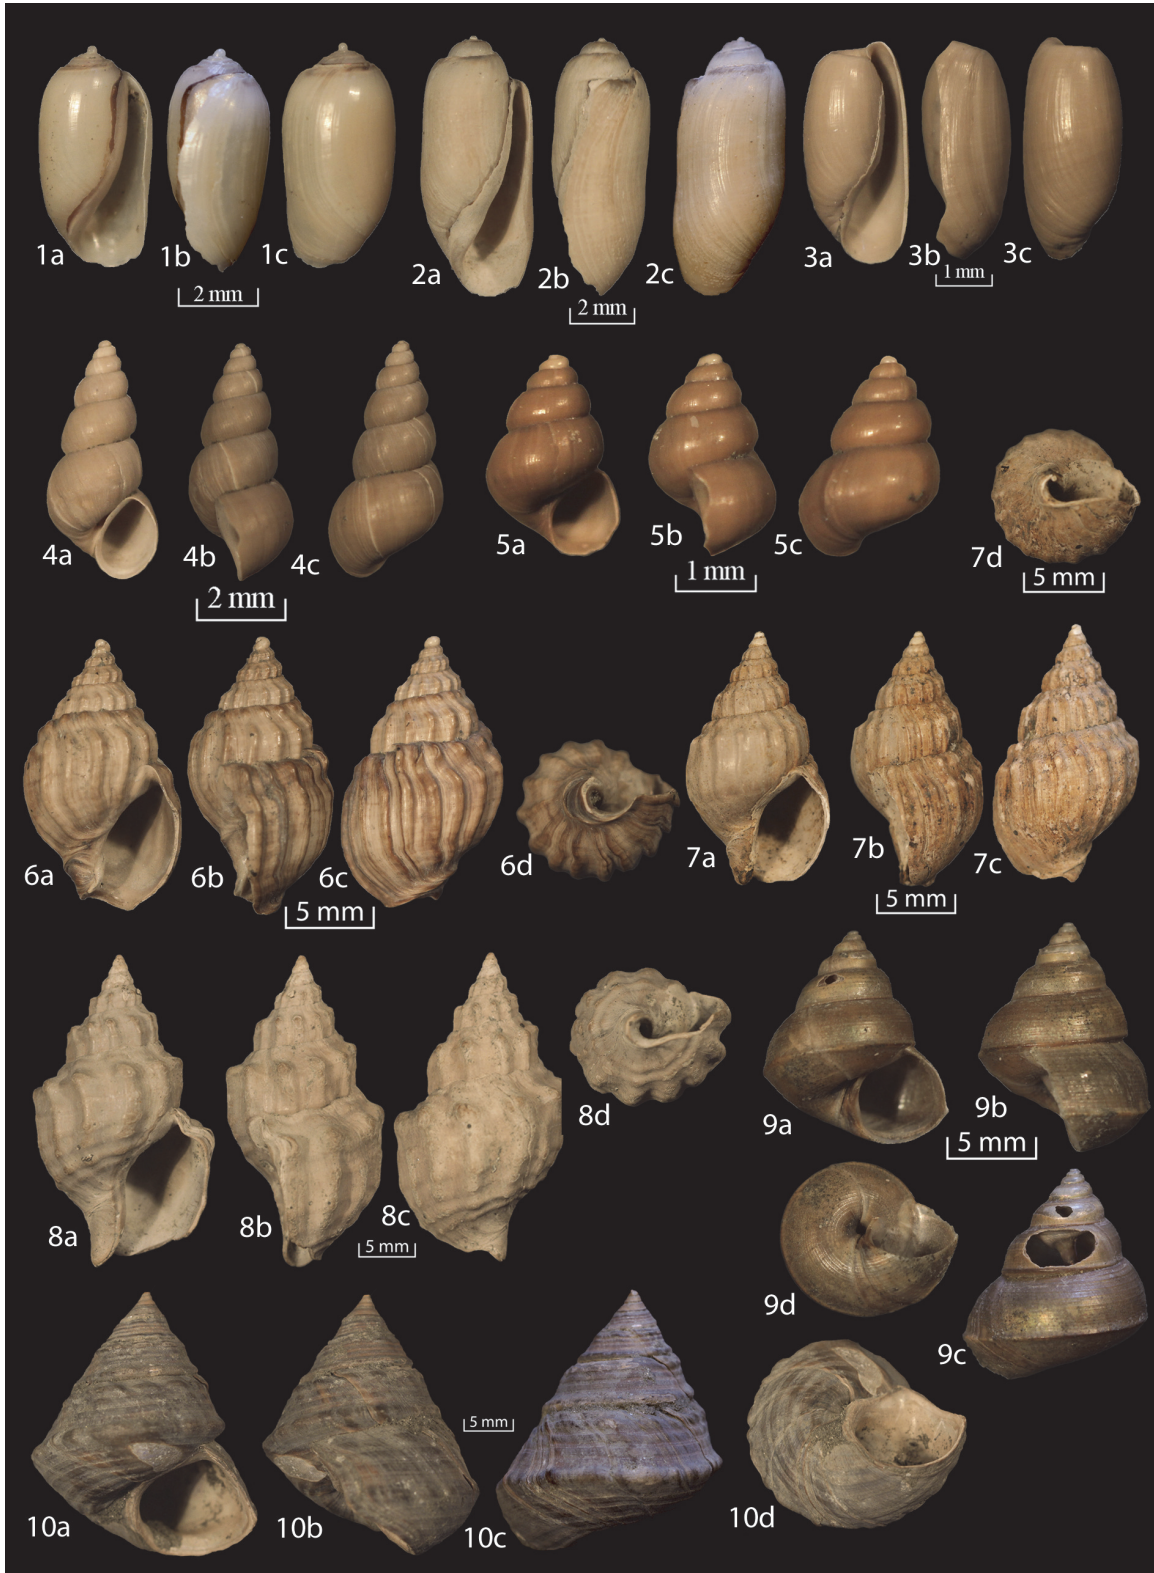 1a 1b 1c 2a 2b 2c 3a 3b 3c
2 mm 2 mm 1 mm
4a 4b 4c 5a 5b 5c 7d
2 mm 1 mm 5 mm
6a 6b 6c 6d 7a 7b 7c
5 mm 5 mm
8a 8b 8c 8d 9a 9b
5 mm 5 mm
9d 9c
10a 10b 10c 10d
5 mm